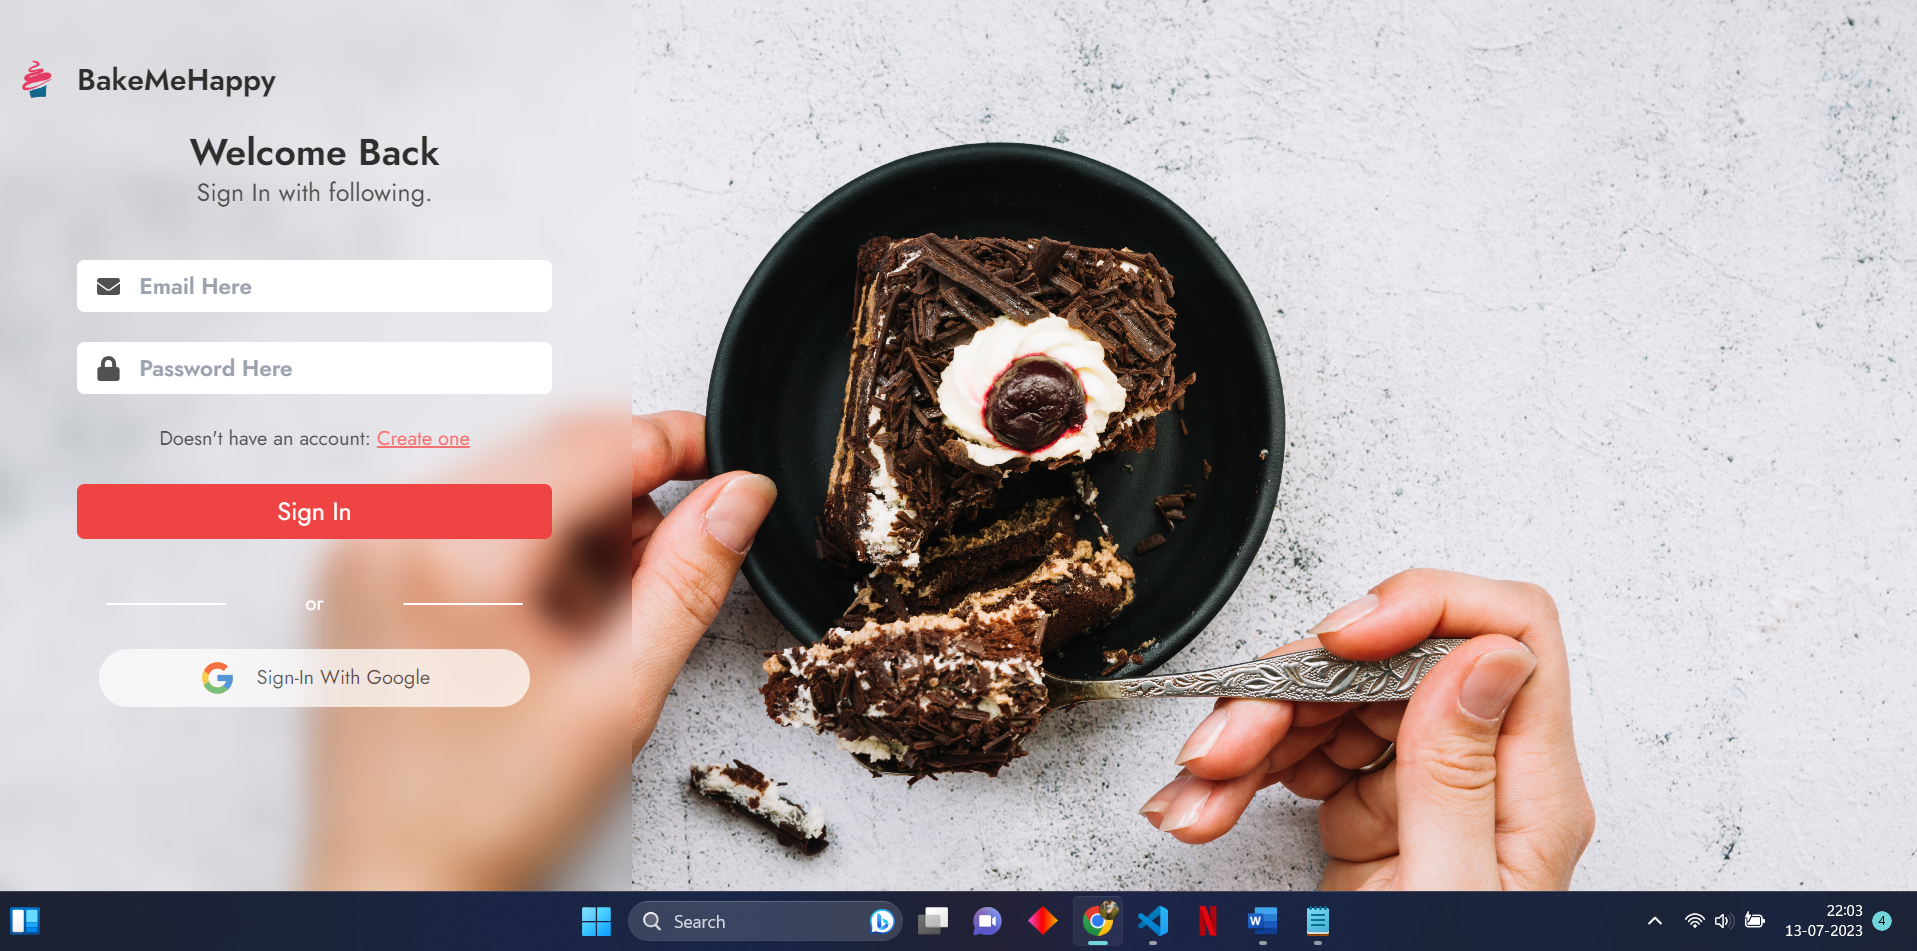 BakeMeHappy
Welcome Back
Sign In with following.
Email Here
Password Here
Doesn't have an account: Create one
Sign In
or
Sign-In With Google
Search
W
N
22:03
13-07-2023
4